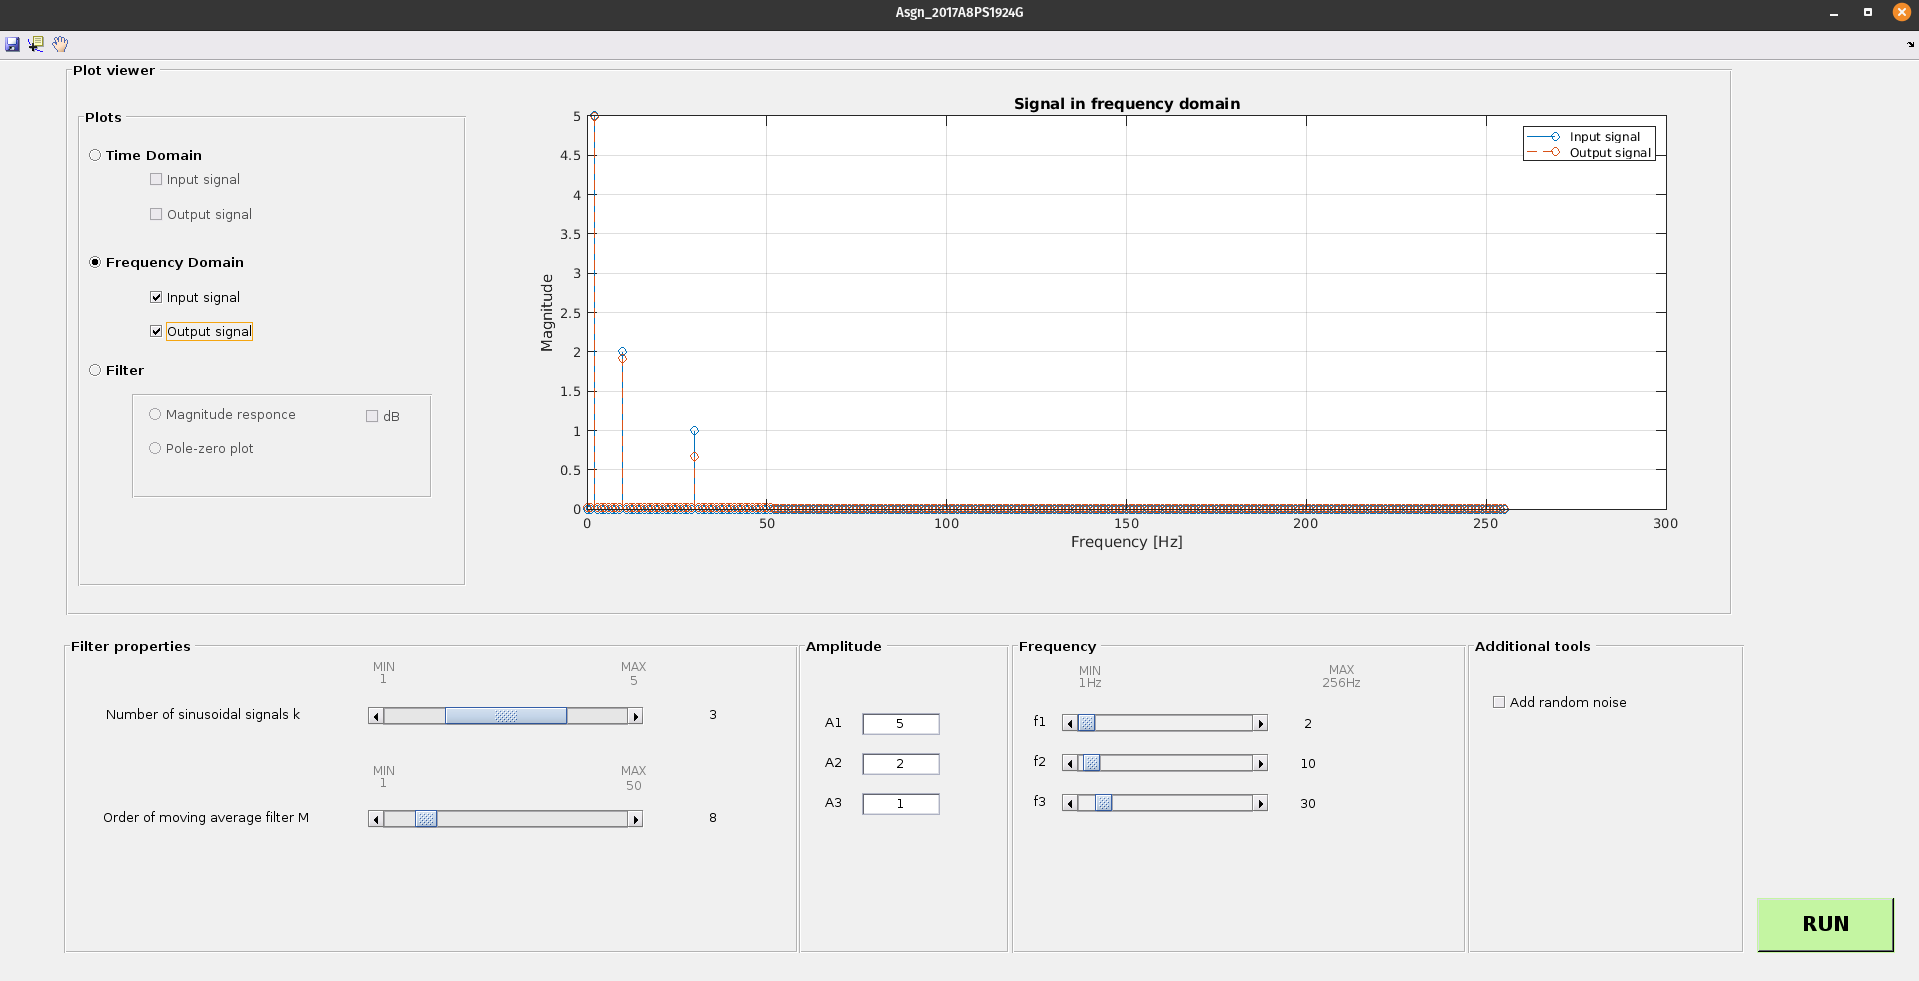 Asgn_2017A8PS1924G
Plot viewer
Plots
Time Domain
Input signal
Output signal
Frequency Domain
Input signal
Output signal
Filter
Magnitude responce
dB
Pole-zero plot
Signal in frequency domain
Input signal
Output signal
Magnitude
5
4.5
4
3.5
3
2.5
2
1.5
1
0.5
0
0 50 100 150 200 250 300
Frequency [Hz]
Filter properties
MIN MAX
1 5
Number of sinusoidal signals k 3
MIN MAX
1 50
Order of moving average filter M 8
Amplitude
A1 5
A2 2
A3 1
Frequency
MIN MAX
1Hz 256Hz
f1 2
f2 10
f3 30
Additional tools
Add random noise
RUN